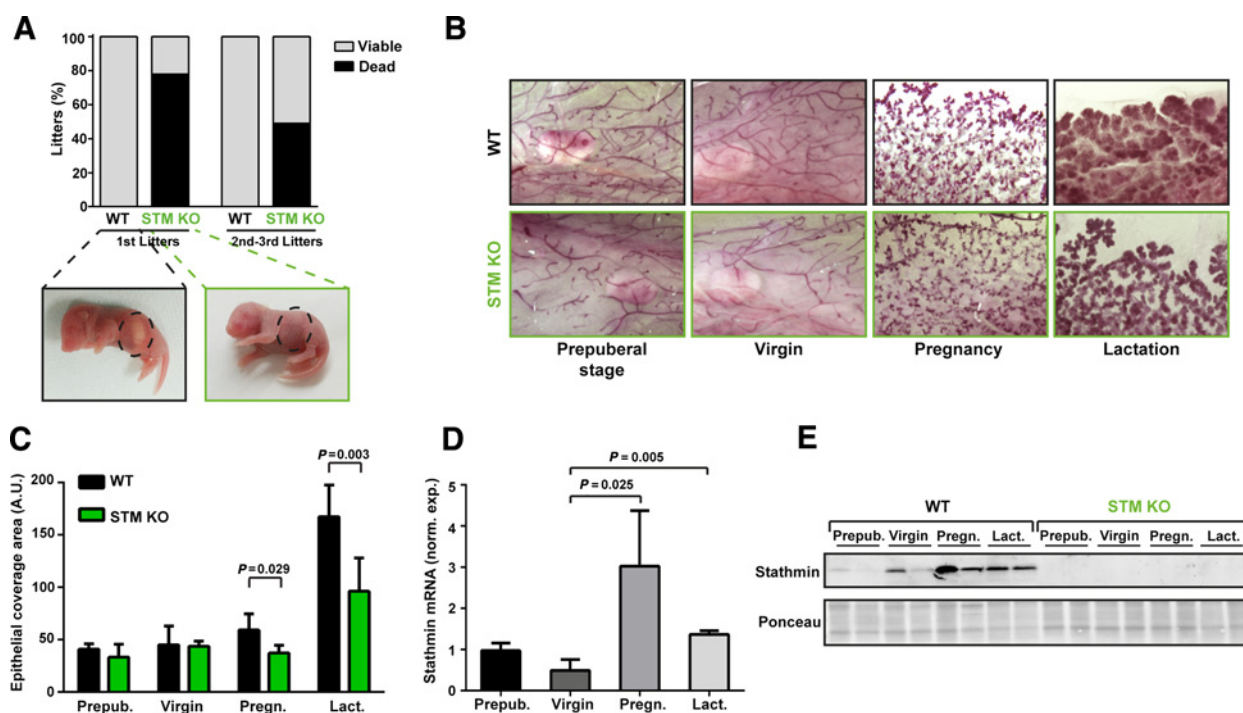 A
100
80
60
40
20
0
Litters (%)
Viable
Dead
WT STM KO WT STM KO
1st Litters 2nd-3rd Litters
B
WT
STM KO
Prepuberal
stage
Virgin
Pregnancy
Lactation
C
Epithelial coverage area (A.U.)
200
150
100
50
0
WT
STM KO
P = 0.029
P = 0.003
Prepub. Virgin Pregn. Lact.
D
Stathmin mRNA (norm. exp.)
5
4
3
2
1
0
P = 0.005
P = 0.025
Prepub. Virgin Pregn. Lact.
E
WT STM KO
Prepub. Virgin Pregn. Lact. Prepub. Virgin Pregn. Lact.
Stathmin
Ponceau